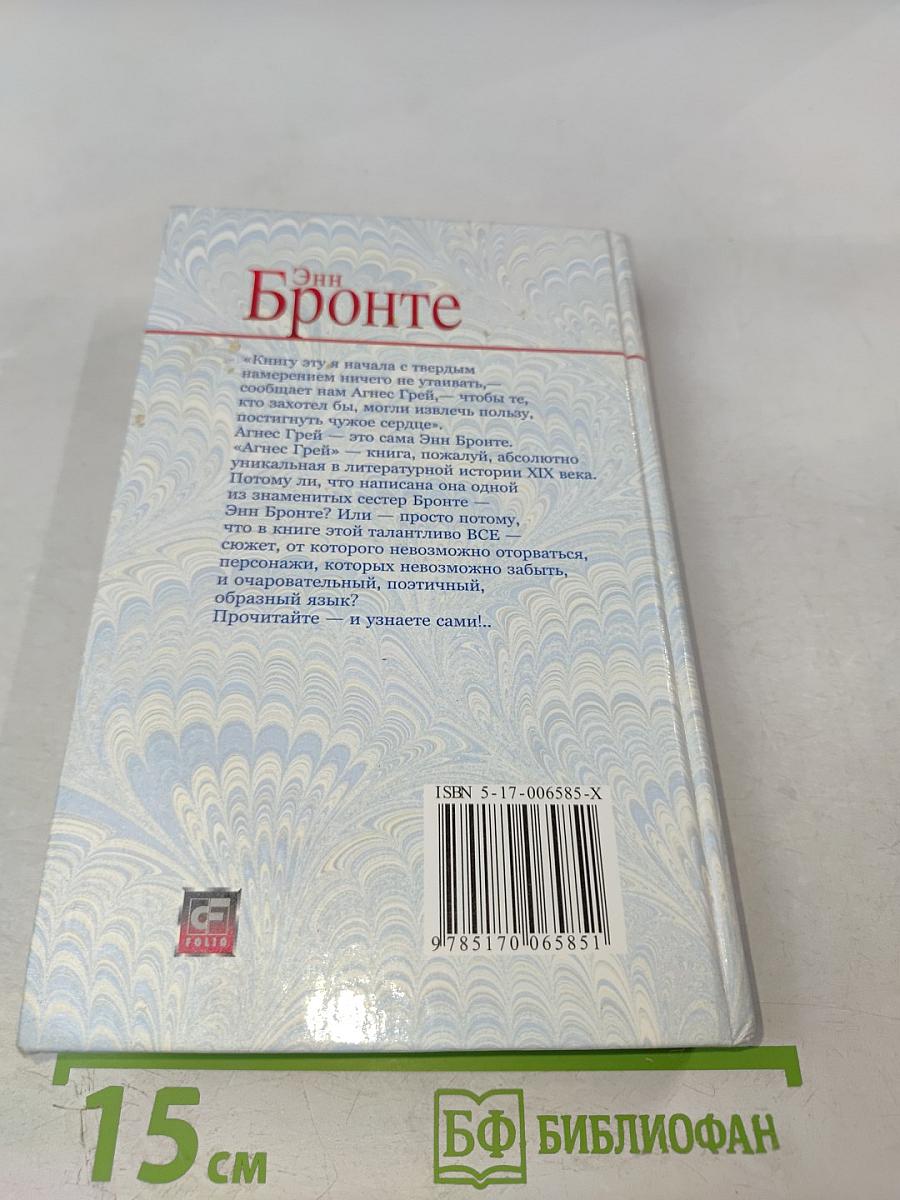 Энн
Бронте
«Книгу эту я начала с твердым
намерением ничего не утаивать,—
сообщает нам Агнес Грей,— чтобы те,
кто захотел бы, могли извлечь пользу,
постигнуть чужое сердце».
Агнес Грей — это сама Энн Бронте.
«Агнес Грей» — книга, пожалуй, абсолютно
уникальная в литературной истории XIX века.
Потому ли, что написана она одной
из знаменитых сестер Бронте —
Энн Бронте? Или — просто потому,
что в книге этой талантливо ВСЕ —
сюжет, от которого невозможно оторваться,
персонажи, которых невозможно забыть,
и очаровательный, поэтичный,
образный язык?
Прочитайте — и узнаете сами!..
ISBN 5-17-006585-X
9 785170 065851
FOLIO
15 см
БФ БИБЛИОФАН